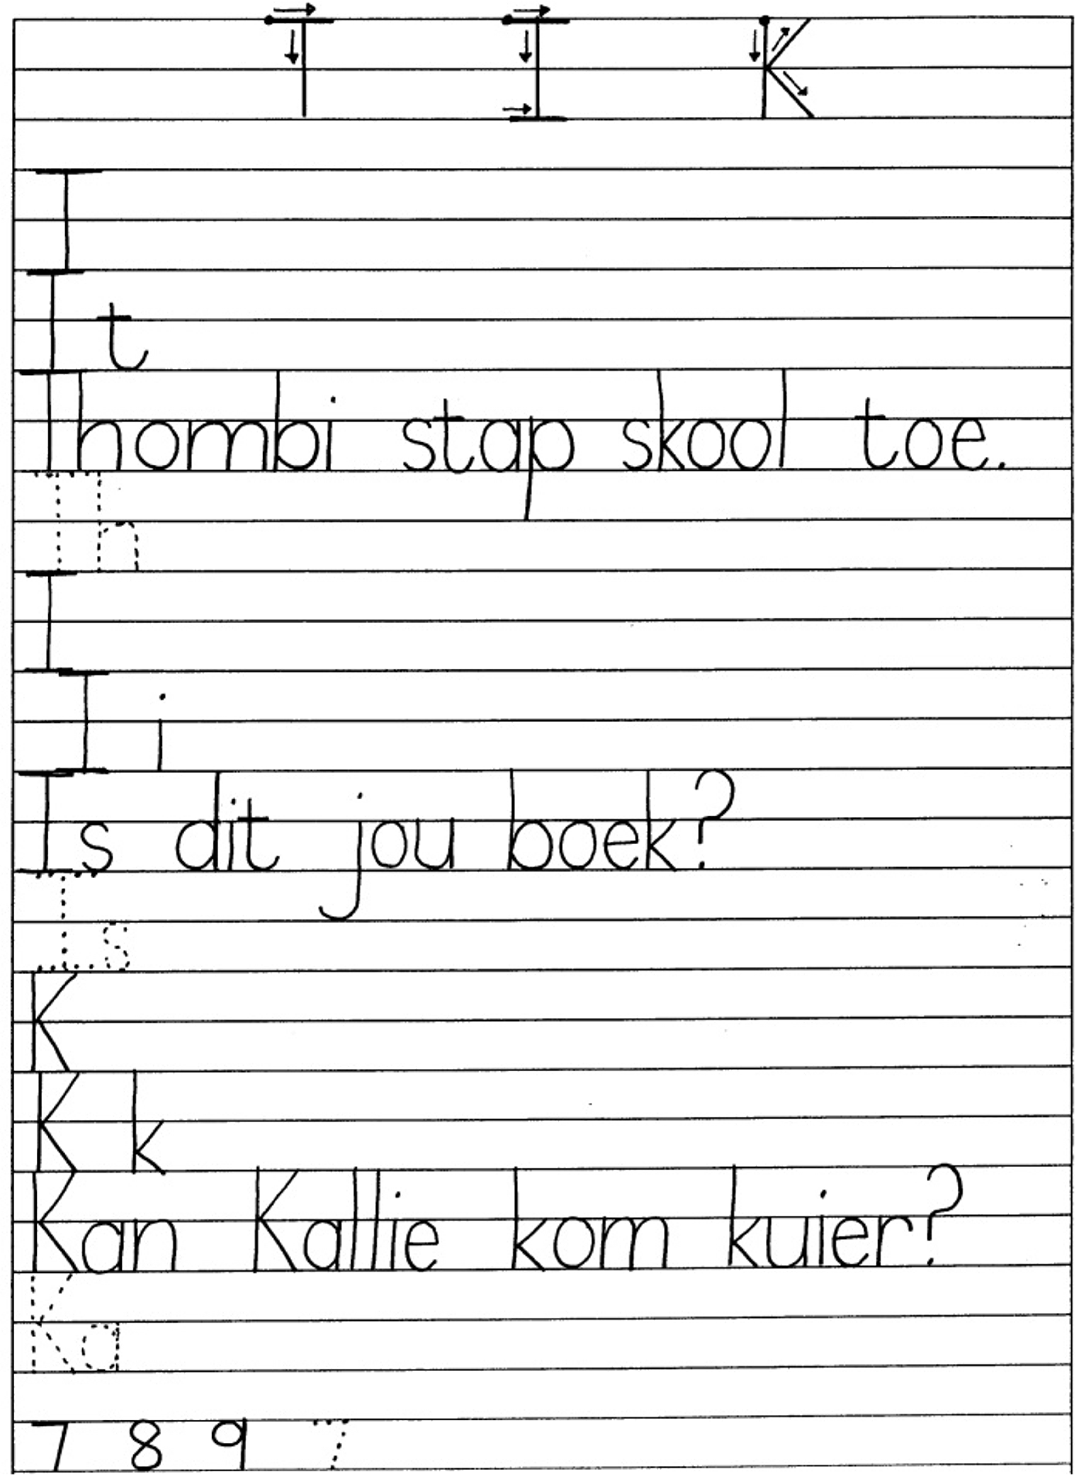 T I K
T
T t
Thombi stap skool toe.
Th
I
I i
Is dit jou boek?
Is
K
K k
Kan Kallie kom kuier?
Ka
7 8 9 7